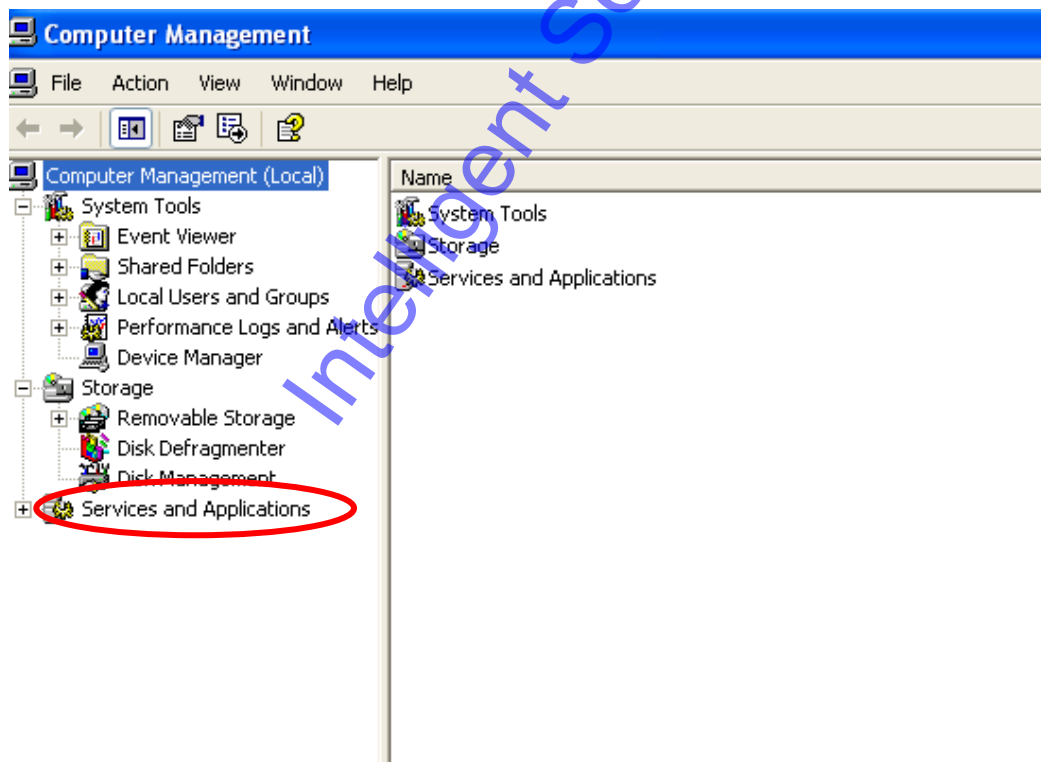 Computer Management
File Action View Window Help
Computer Management (Local)
System Tools
Event Viewer
Shared Folders
Local Users and Groups
Performance Logs and Alerts
Device Manager
Storage
Removable Storage
Disk Defragmenter
Disk Management
Services and Applications
Name
System Tools
Storage
Services and Applications
Intelligent